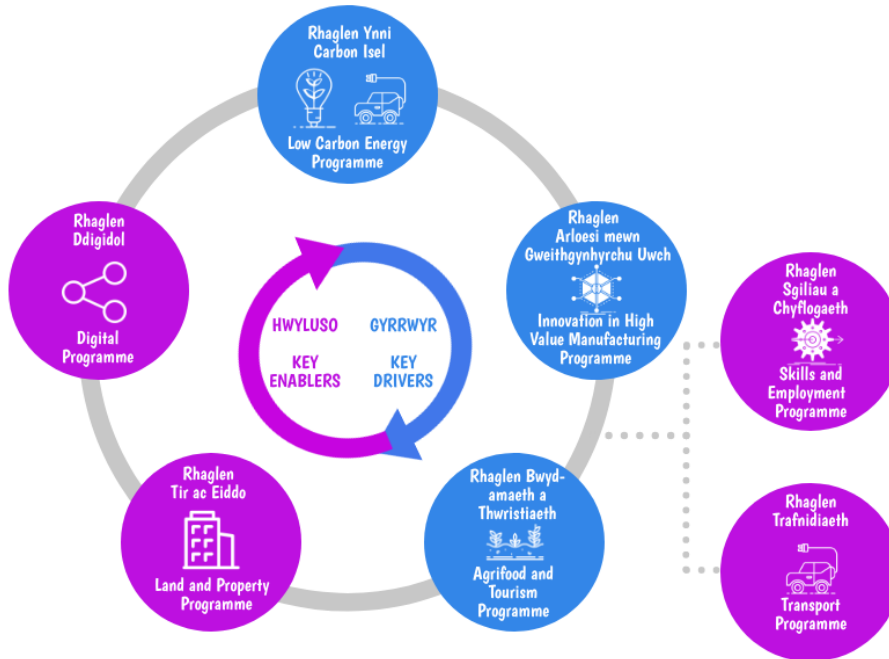 Rhaglen Ynni
Carbon Isel
Low Carbon Energy
Programme
Rhaglen
Ddigidol
Digital
Programme
Rhaglen
Arloesi mewn
Gweithgynhyrchu Uwch
Innovation in High
Value Manufacturing
Programme
Rhaglen
Sgiliau a
Chyflogaeth
Skills and
Employment
Programme
HWYLUSO
KEY
ENABLERS
GYRRWYR
KEY
DRIVERS
Rhaglen
Tir ac Eiddo
Land and Property
Programme
Rhaglen Bwyd-
amaeth a
Thwristiaeth
Agrifood and
Tourism
Programme
Rhaglen
Trafnidiaeth
Transport
Programme